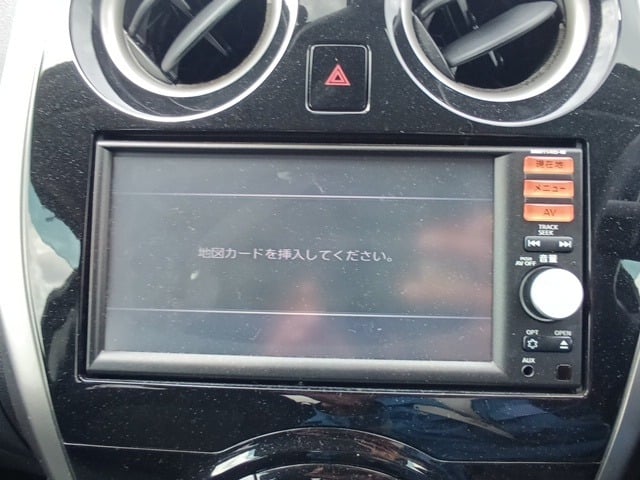 現在地
メニュー
AV
TRACK
SEEK
地図カードを挿入してください。
PUSH
AV OFF
音量
OPT
OPEN
AUX